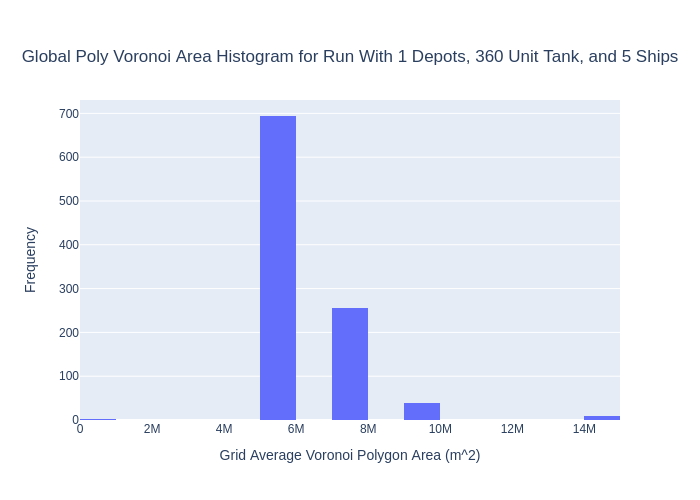 Global Poly Voronoi Area Histogram for Run With 1 Depots, 360 Unit Tank, and 5 Ships
700
600
500
400
300
200
100
0
Frequency
0 2M 4M 6M 8M 10M 12M 14M
Grid Average Voronoi Polygon Area (m^2)